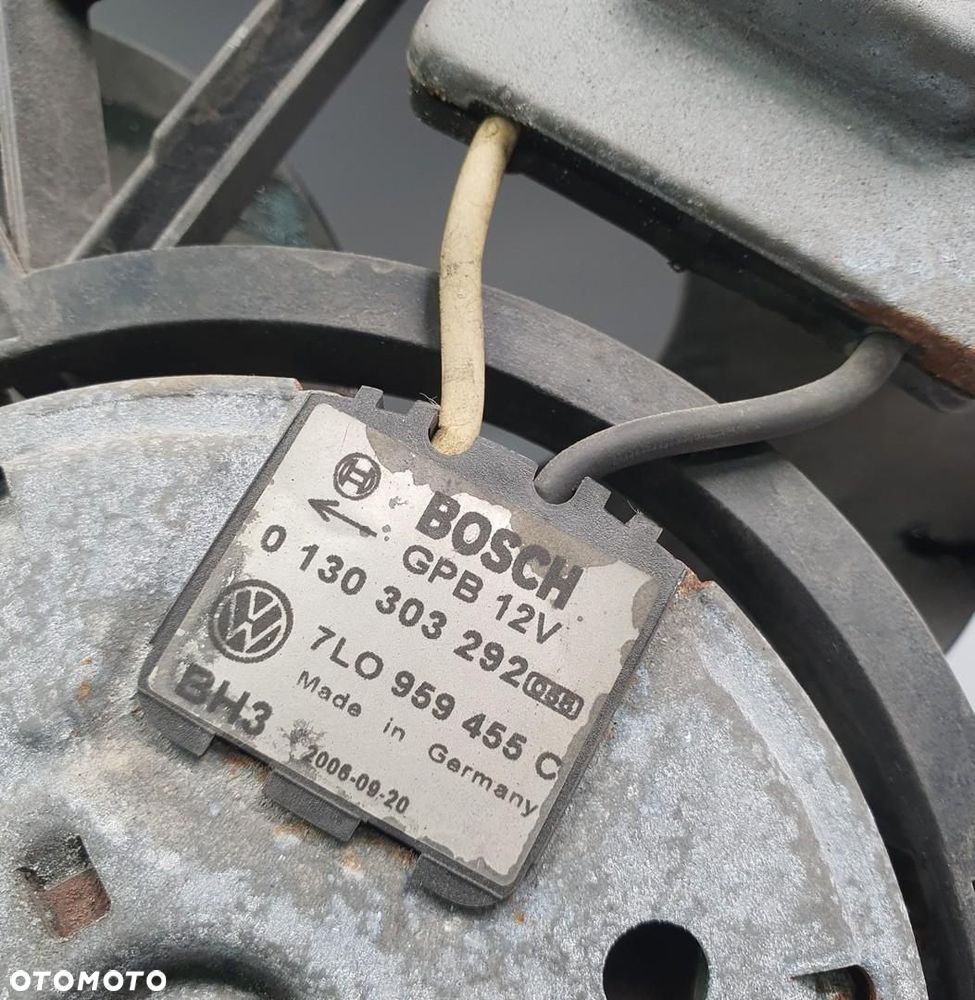 BOSCH
GPB 12V
0 130 303 292
7L0 959 455 C
Made in Germany
BH3
2006-09-20
OTOMOTO